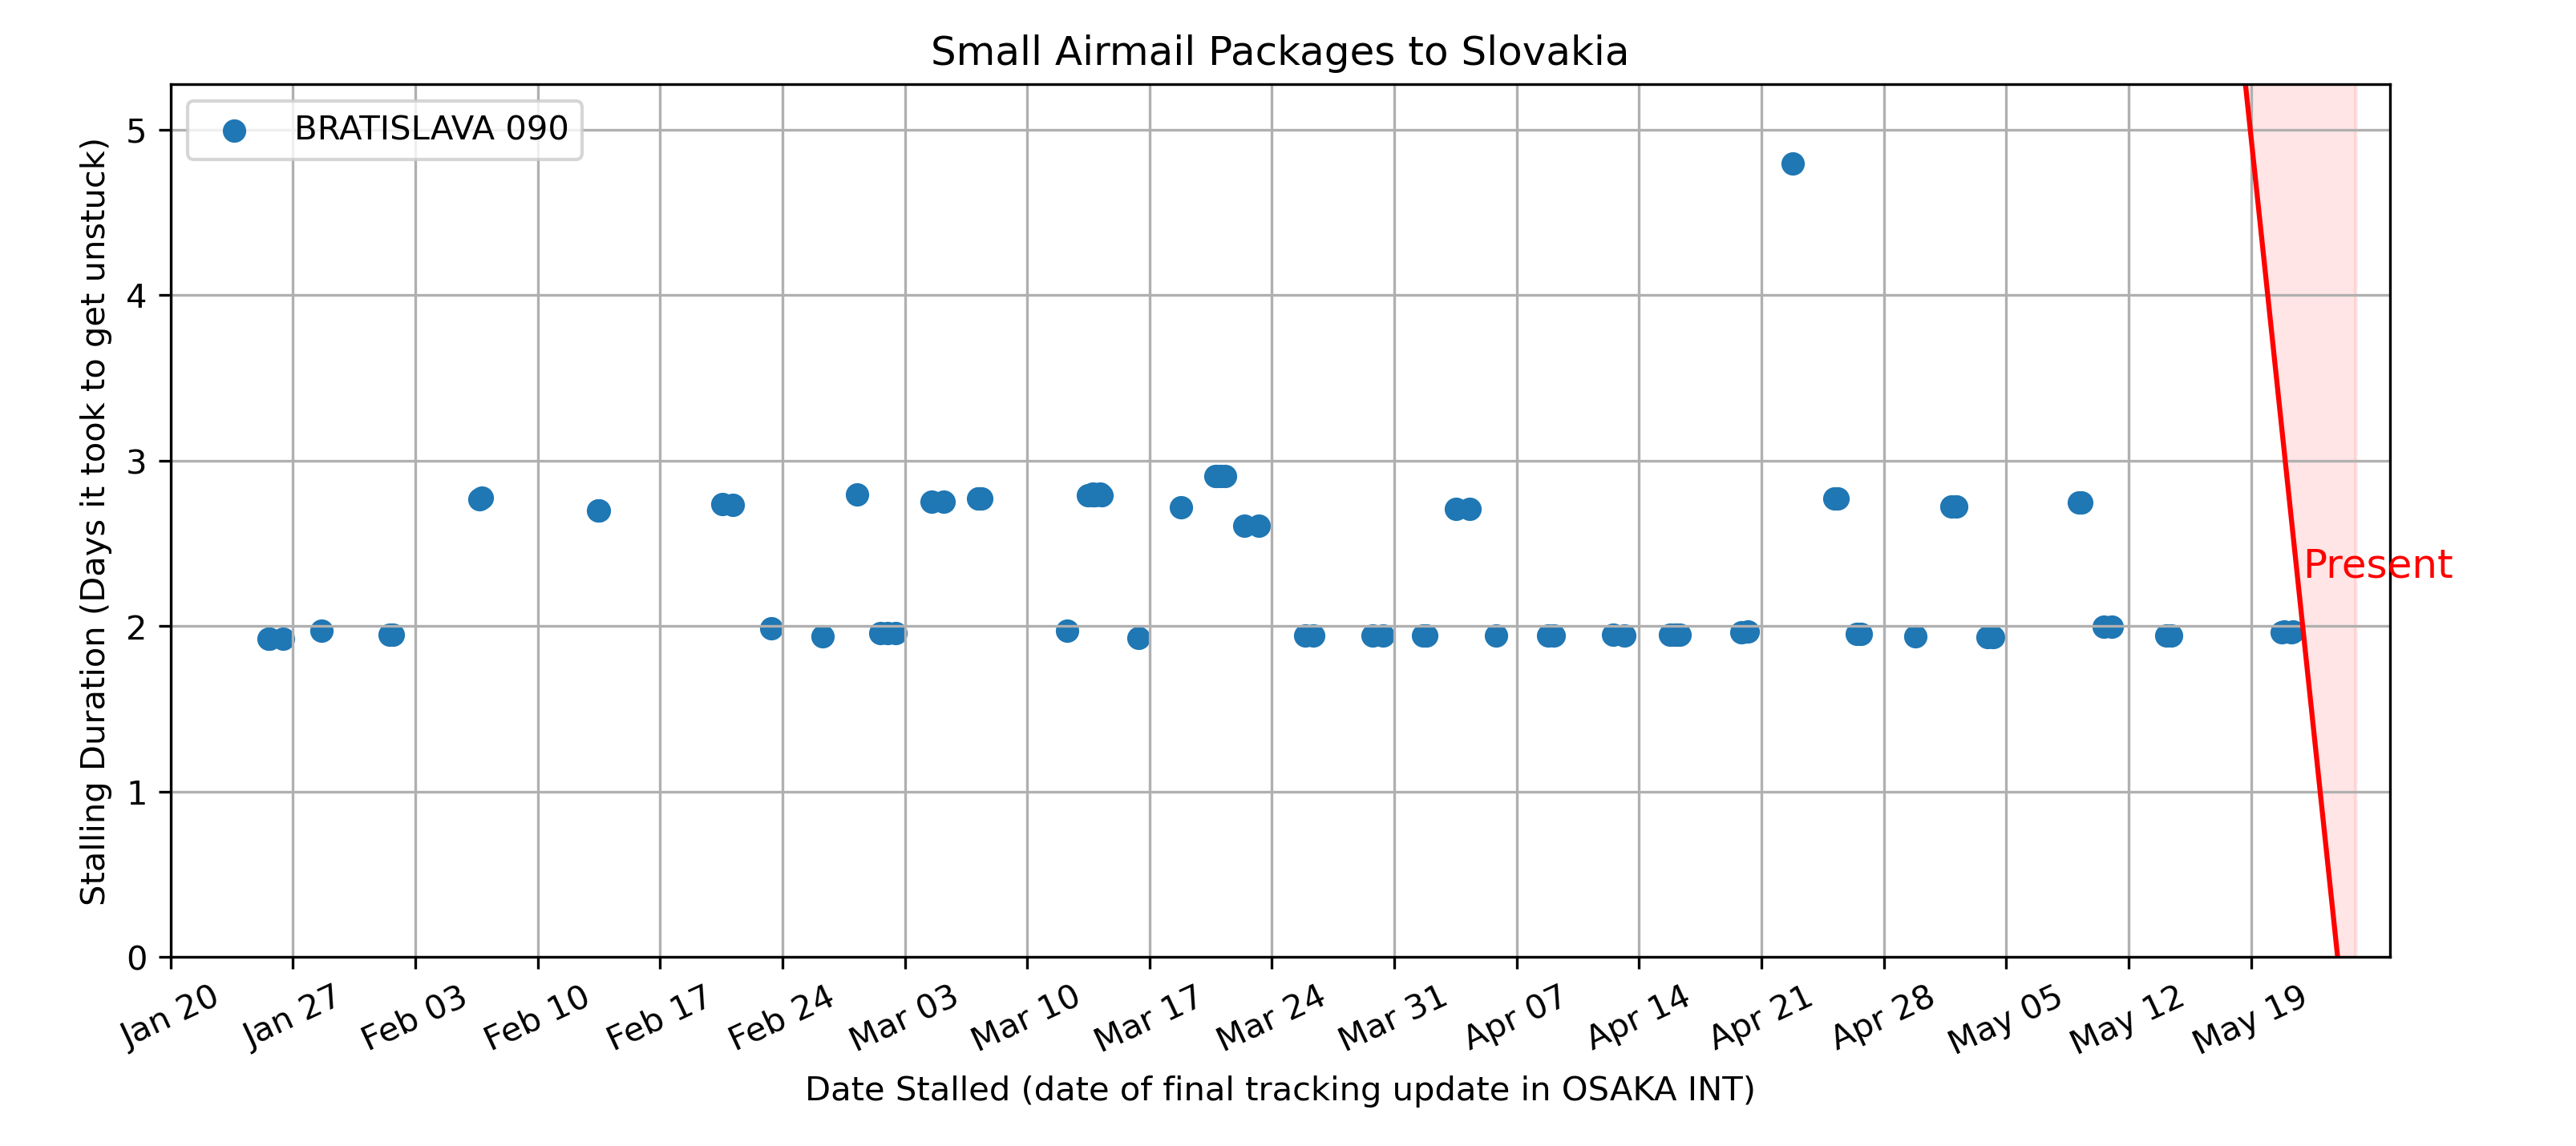 Small Airmail Packages to Slovakia
BRATISLAVA 090
Stalling Duration (Days it took to get unstuck)
5
4
3
2
1
0
Present
Jan 20
Jan 27
Feb 03
Feb 10
Feb 17
Feb 24
Mar 03
Mar 10
Mar 17
Mar 24
Mar 31
Apr 07
Apr 14
Apr 21
Apr 28
May 05
May 12
May 19
Date Stalled (date of final tracking update in OSAKA INT)